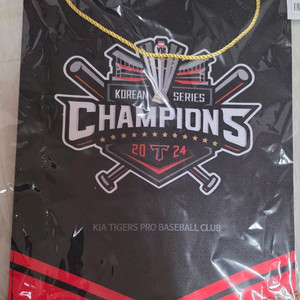 KOREAN SERIES
CHAMPIONS
20 T 24
KIA TIGERS PRO BASEBALL CLUB